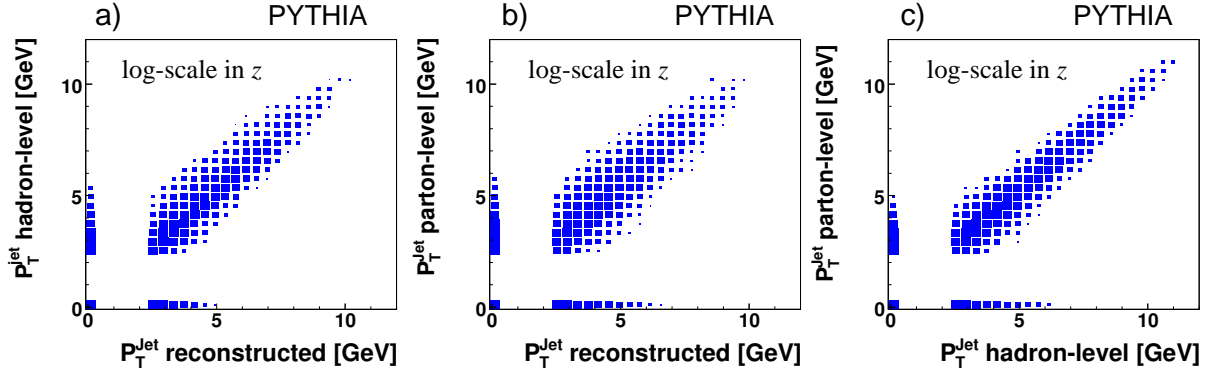 a) PYTHIA
log-scale in z
P_T^jet hadron-level [GeV]
10
5
0
0 5 10
P_T^Jet reconstructed [GeV]
b) PYTHIA
log-scale in z
P_T^Jet parton-level [GeV]
10
5
0
0 5 10
P_T^Jet reconstructed [GeV]
c) PYTHIA
log-scale in z
P_T^Jet parton-level [GeV]
10
5
0
0 5 10
P_T^Jet hadron-level [GeV]